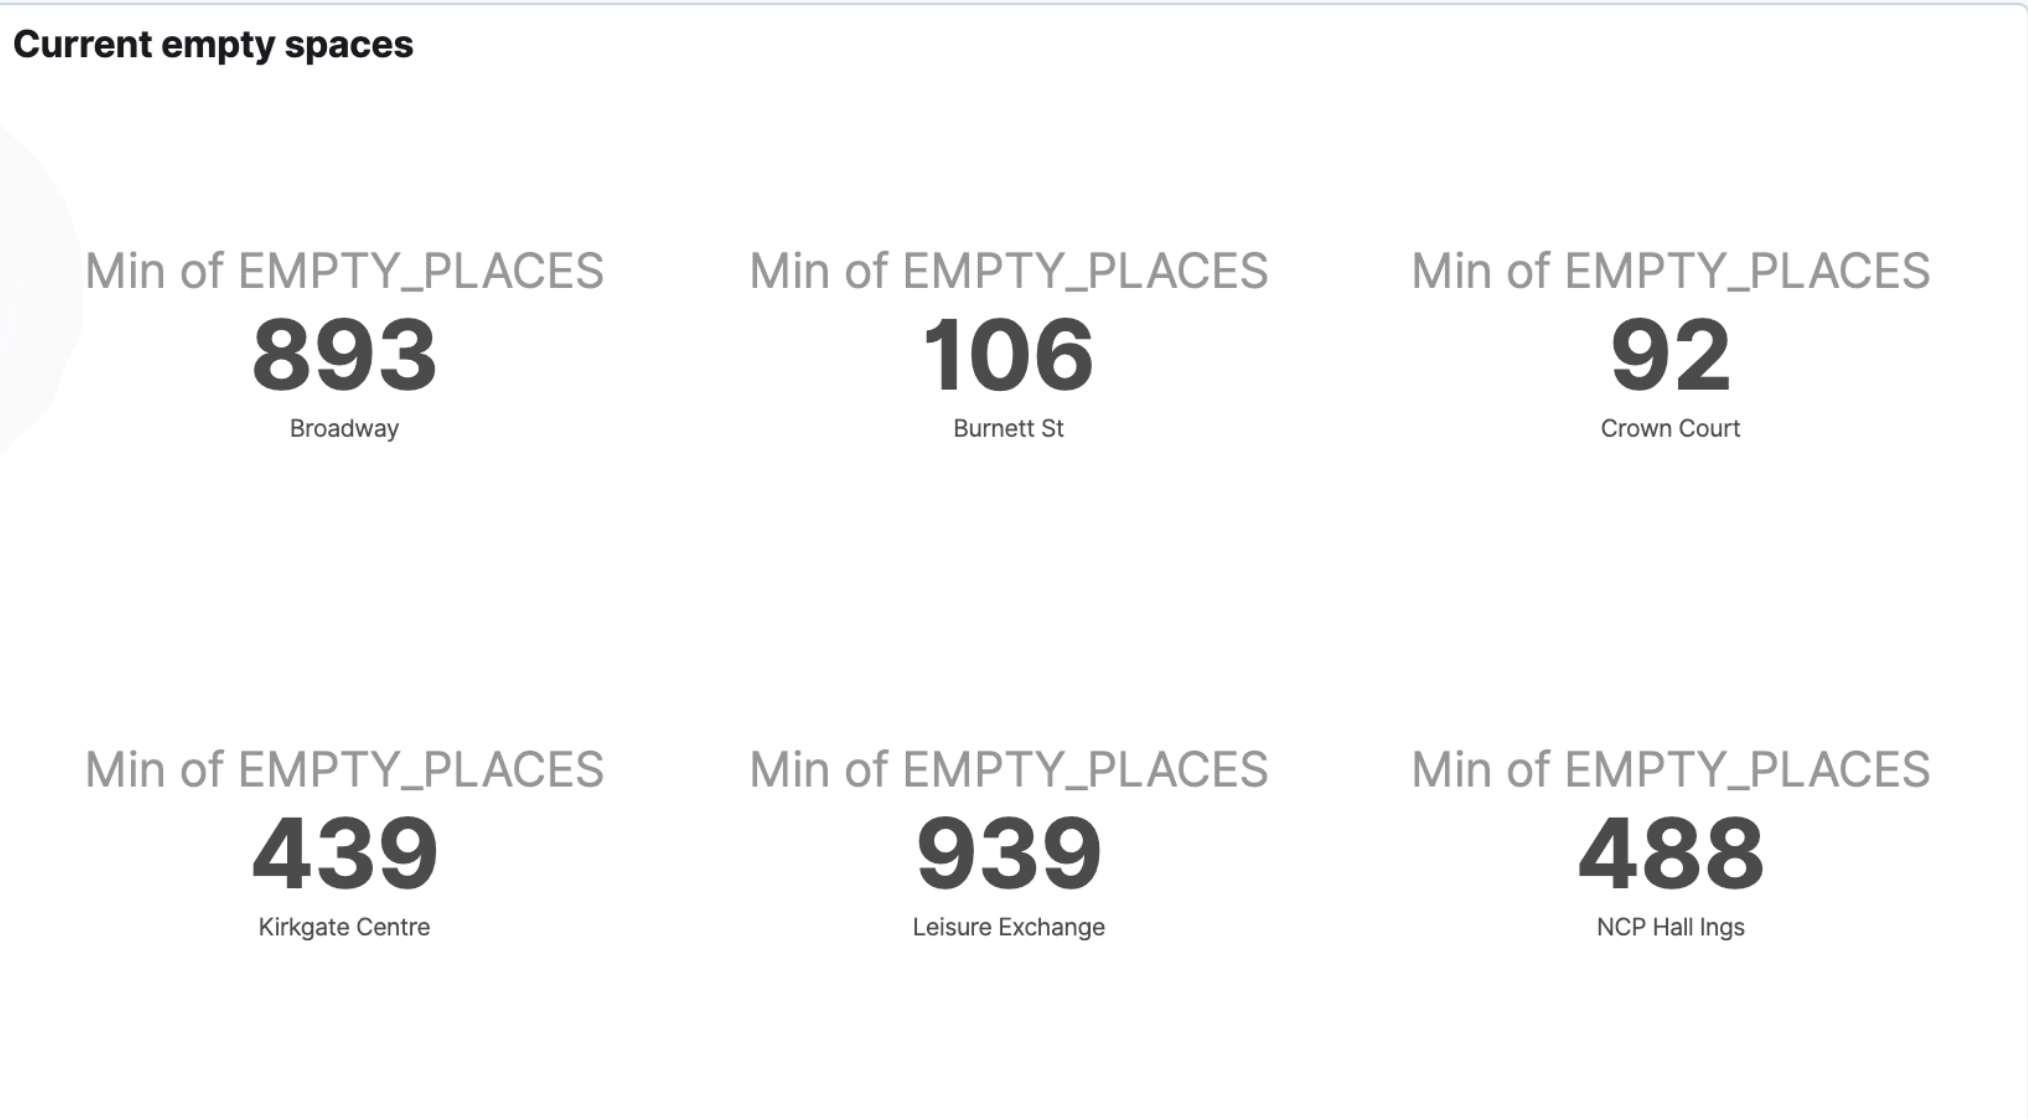 Current empty spaces
Min of EMPTY_PLACES Min of EMPTY_PLACES Min of EMPTY_PLACES
893 106 92
Broadway Burnett St Crown Court
Min of EMPTY_PLACES Min of EMPTY_PLACES Min of EMPTY_PLACES
439 939 488
Kirkgate Centre Leisure Exchange NCP Hall Ings